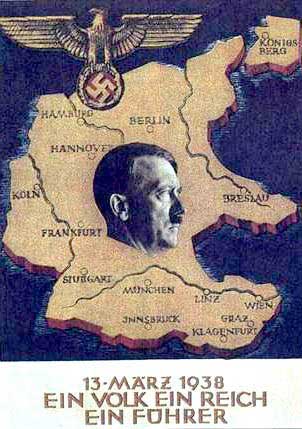 KÖNIGS-
BERG
HAMBURG
BERLIN
HANNOVER
KÖLN
BRESLAU
FRANKFURT
STUTTGART
MÜNCHEN
LINZ
WIEN
INNSBRUCK
GRAZ
KLAGENFURT
13·MÄRZ 1938
EIN VOLK EIN REICH
EIN FÜHRER